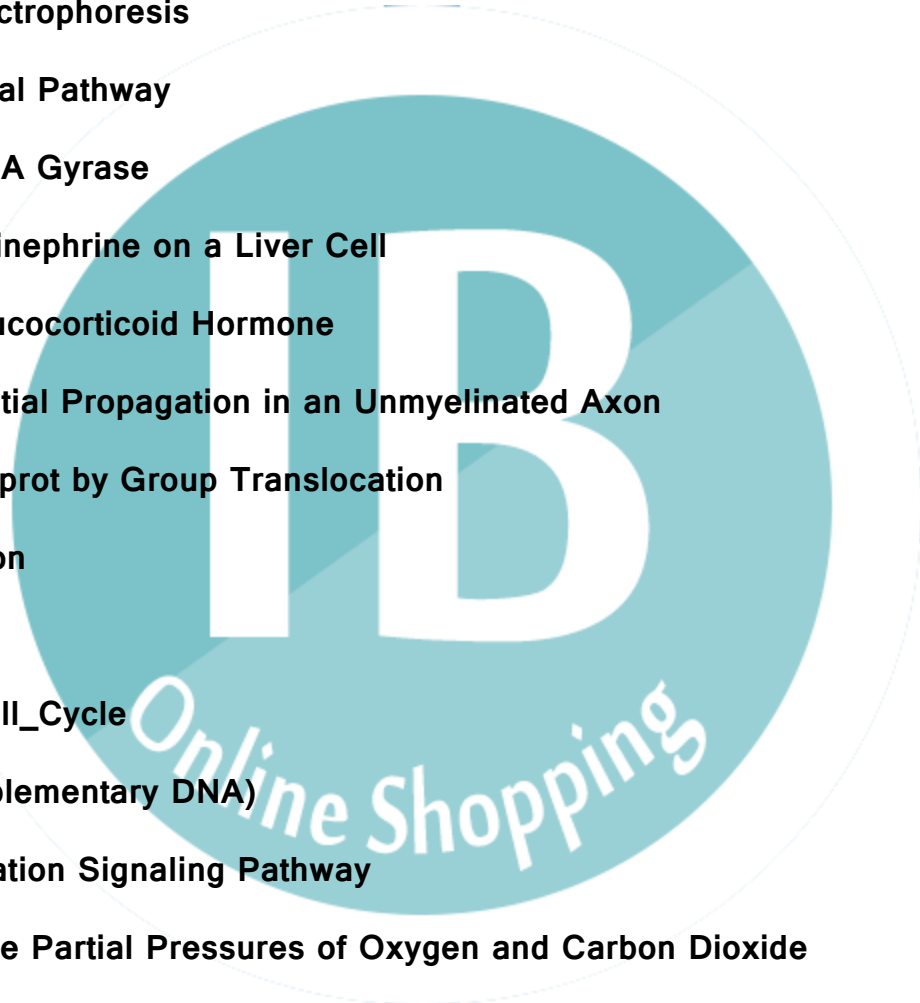 ctrophoresis
al Pathway
A Gyrase
inephrine on a Liver Cell
ucocorticoid Hormone
tial Propagation in an Unmyelinated Axon
prot by Group Translocation
on
ll_Cycle
plementary DNA)
ation Signaling Pathway
e Partial Pressures of Oxygen and Carbon Dioxide
IB
Online Shopping